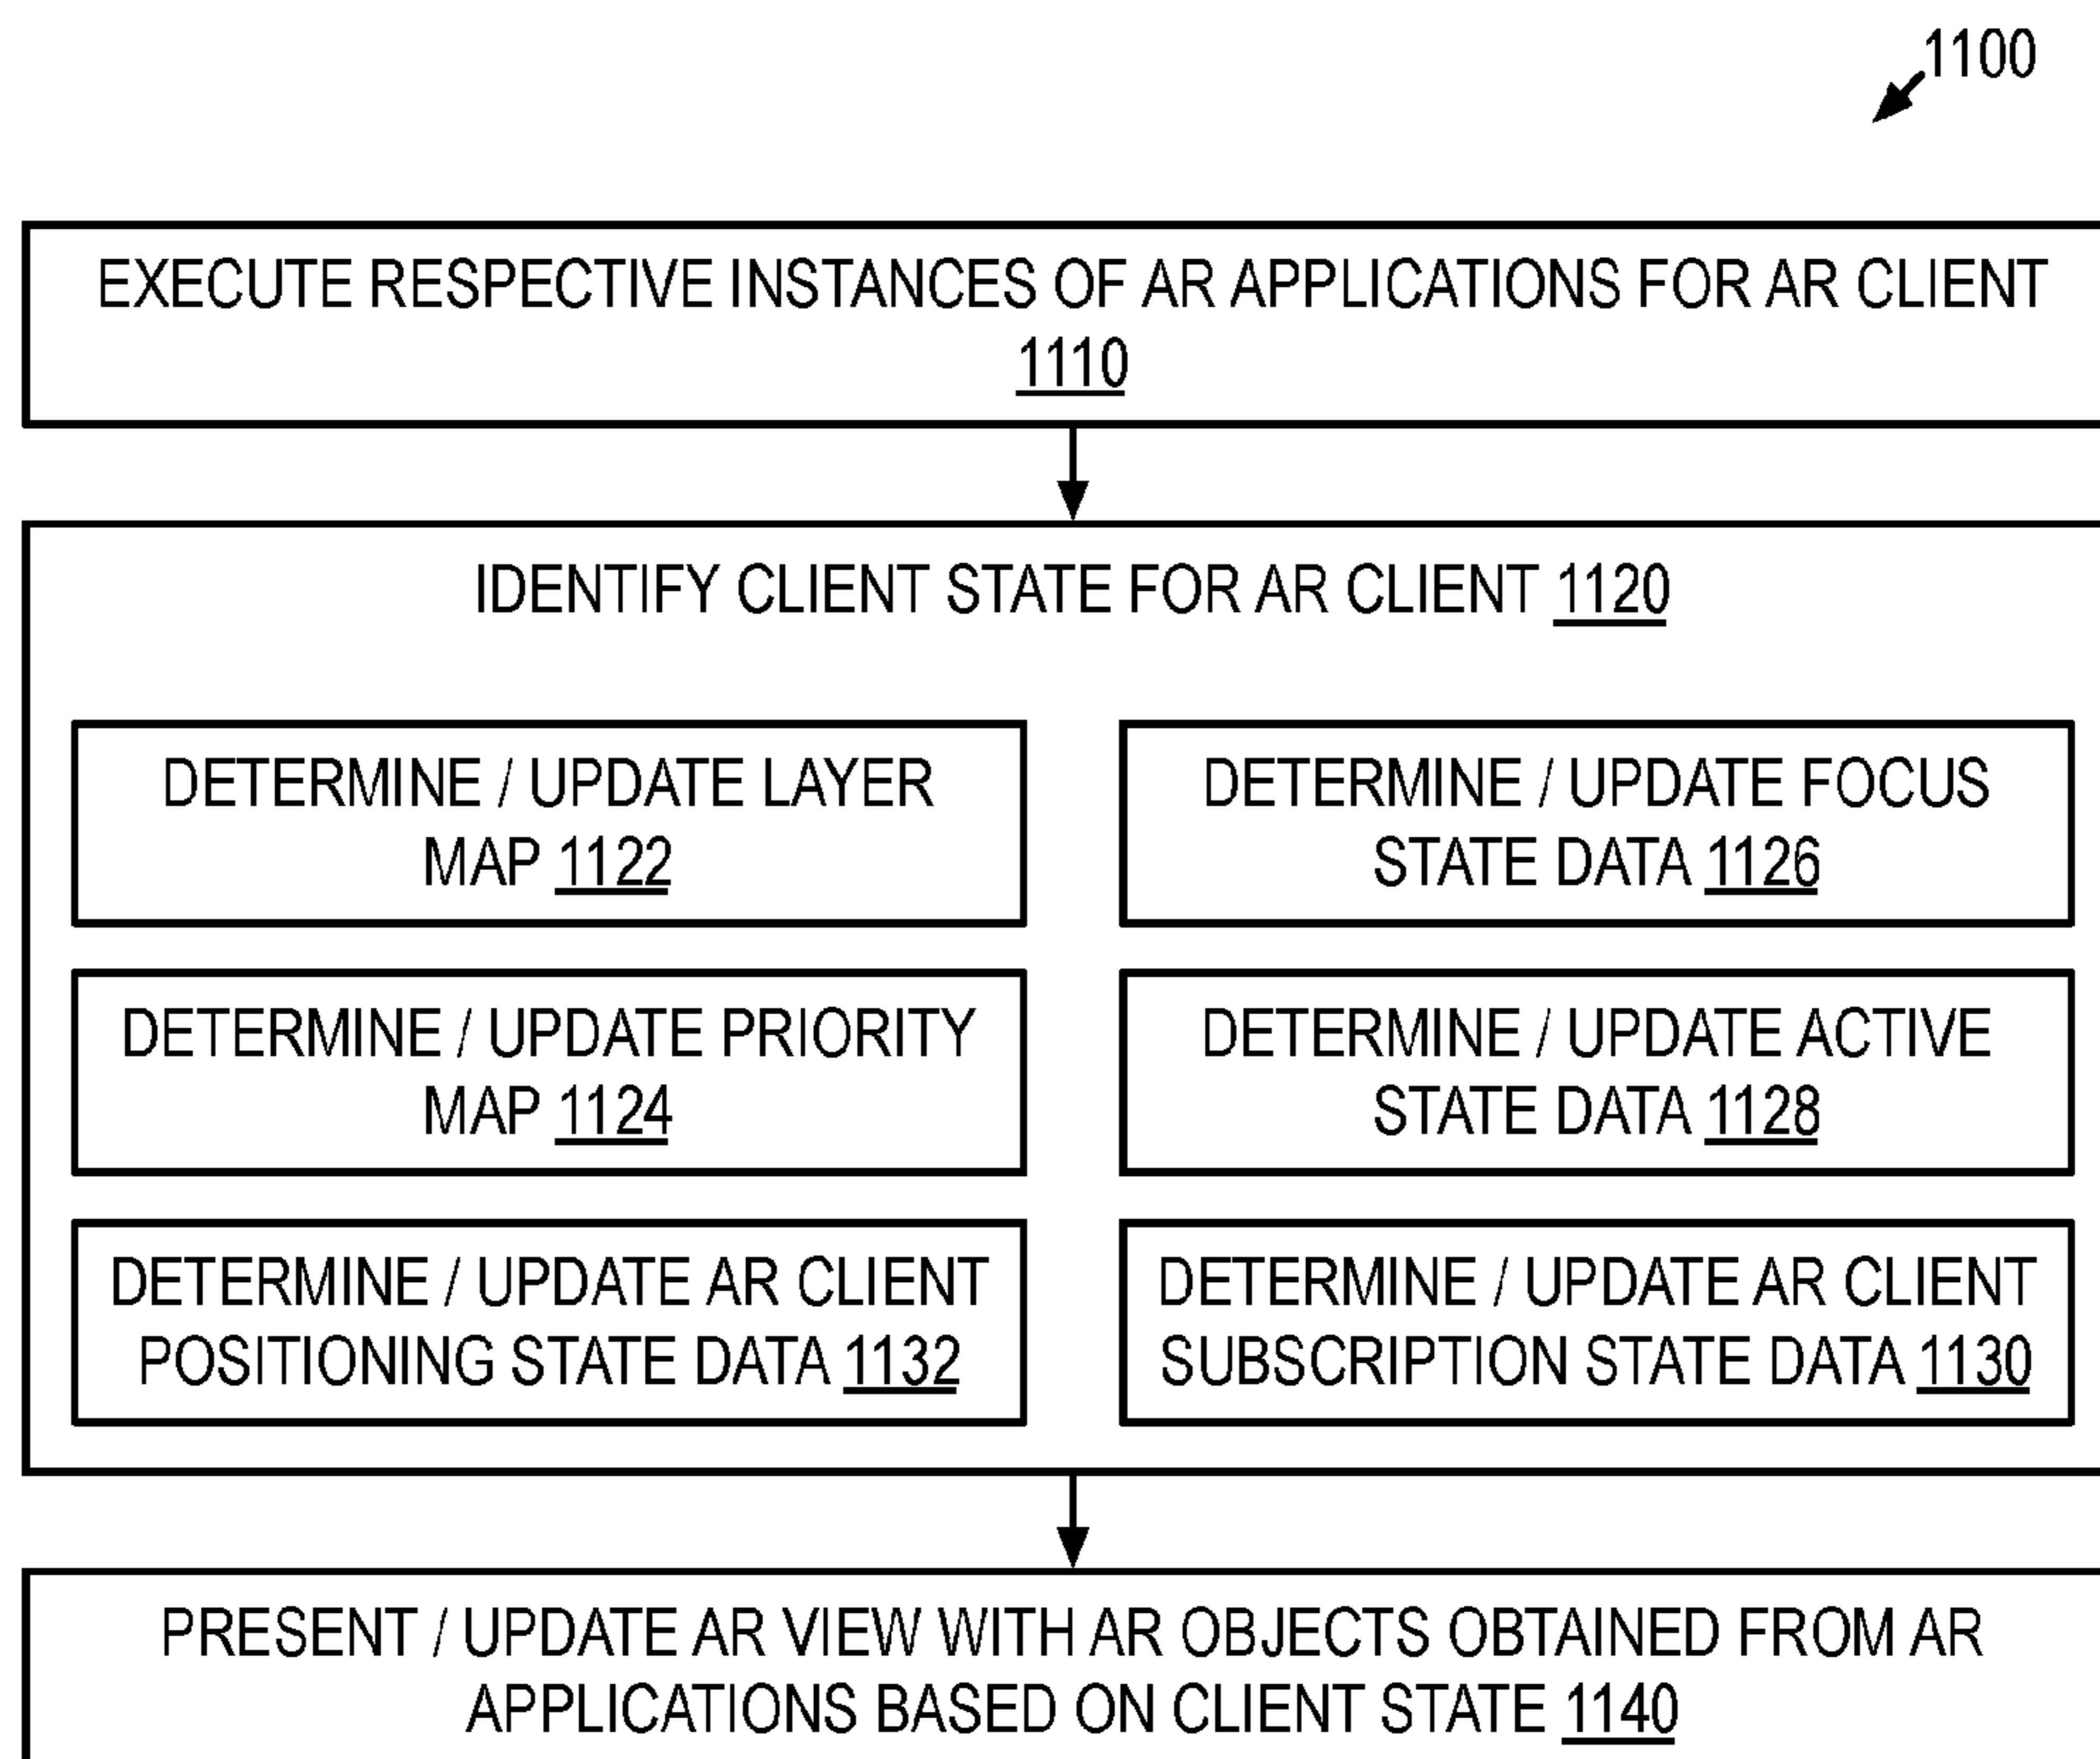 1100
EXECUTE RESPECTIVE INSTANCES OF AR APPLICATIONS FOR AR CLIENT
1110
IDENTIFY CLIENT STATE FOR AR CLIENT 1120
DETERMINE / UPDATE LAYER
MAP 1122
DETERMINE / UPDATE FOCUS
STATE DATA 1126
DETERMINE / UPDATE PRIORITY
MAP 1124
DETERMINE / UPDATE ACTIVE
STATE DATA 1128
DETERMINE / UPDATE AR CLIENT
POSITIONING STATE DATA 1132
DETERMINE / UPDATE AR CLIENT
SUBSCRIPTION STATE DATA 1130
PRESENT / UPDATE AR VIEW WITH AR OBJECTS OBTAINED FROM AR
APPLICATIONS BASED ON CLIENT STATE 1140